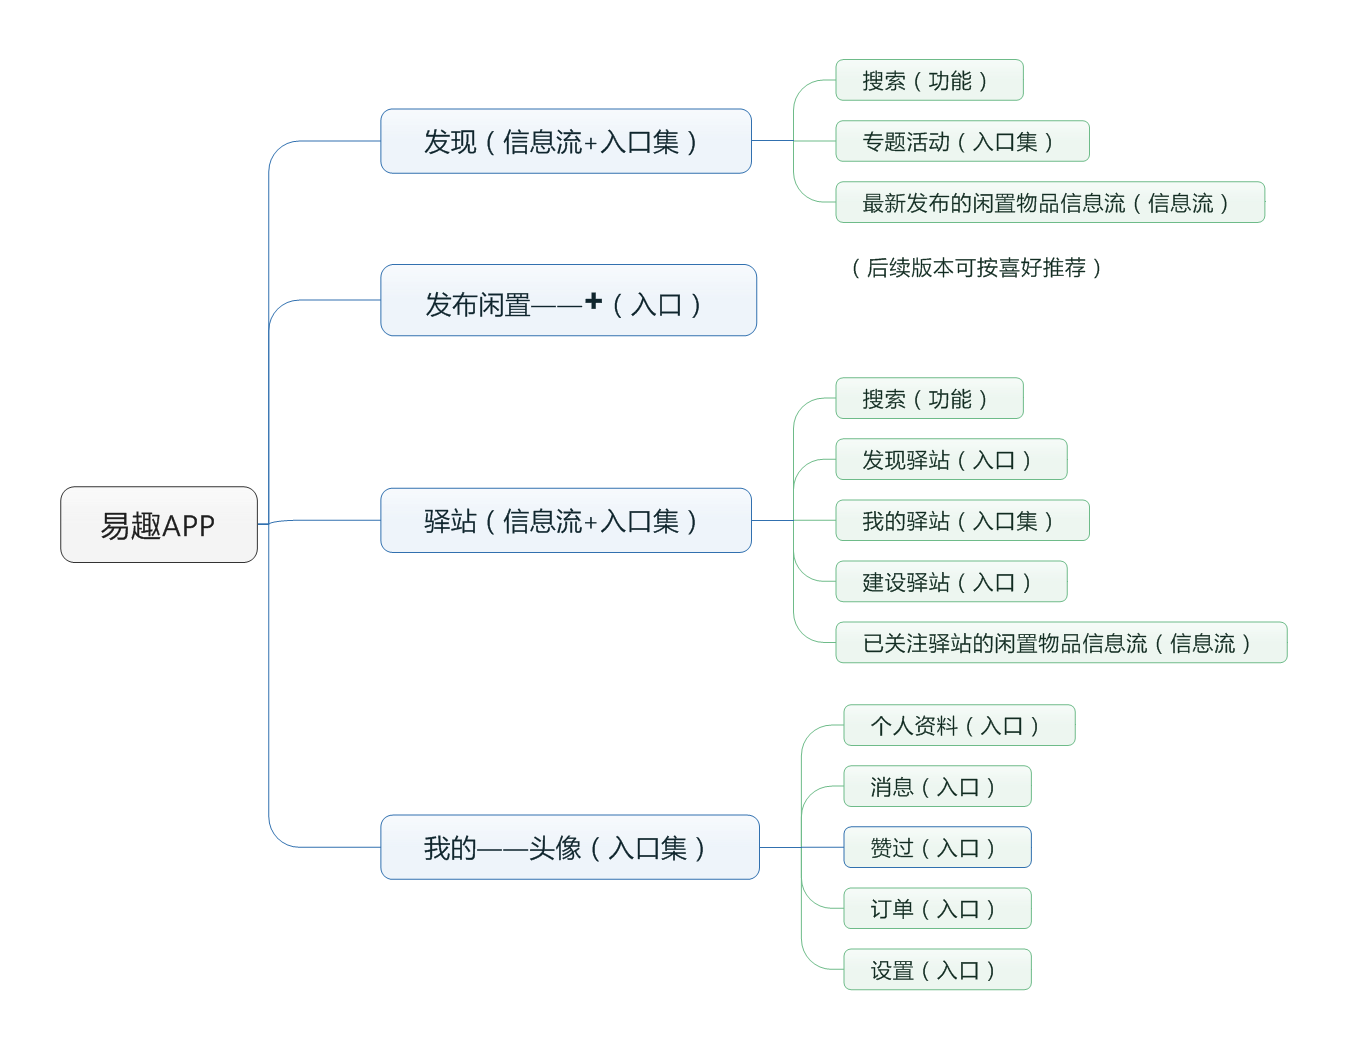 易趣APP
发现（信息流+入口集）
搜索（功能）
专题活动（入口集）
最新发布的闲置物品信息流（信息流）
（后续版本可按喜好推荐）
发布闲置——+（入口）
驿站（信息流+入口集）
搜索（功能）
发现驿站（入口）
我的驿站（入口集）
建设驿站（入口）
已关注驿站的闲置物品信息流（信息流）
我的——头像（入口集）
个人资料（入口）
消息（入口）
赞过（入口）
订单（入口）
设置（入口）